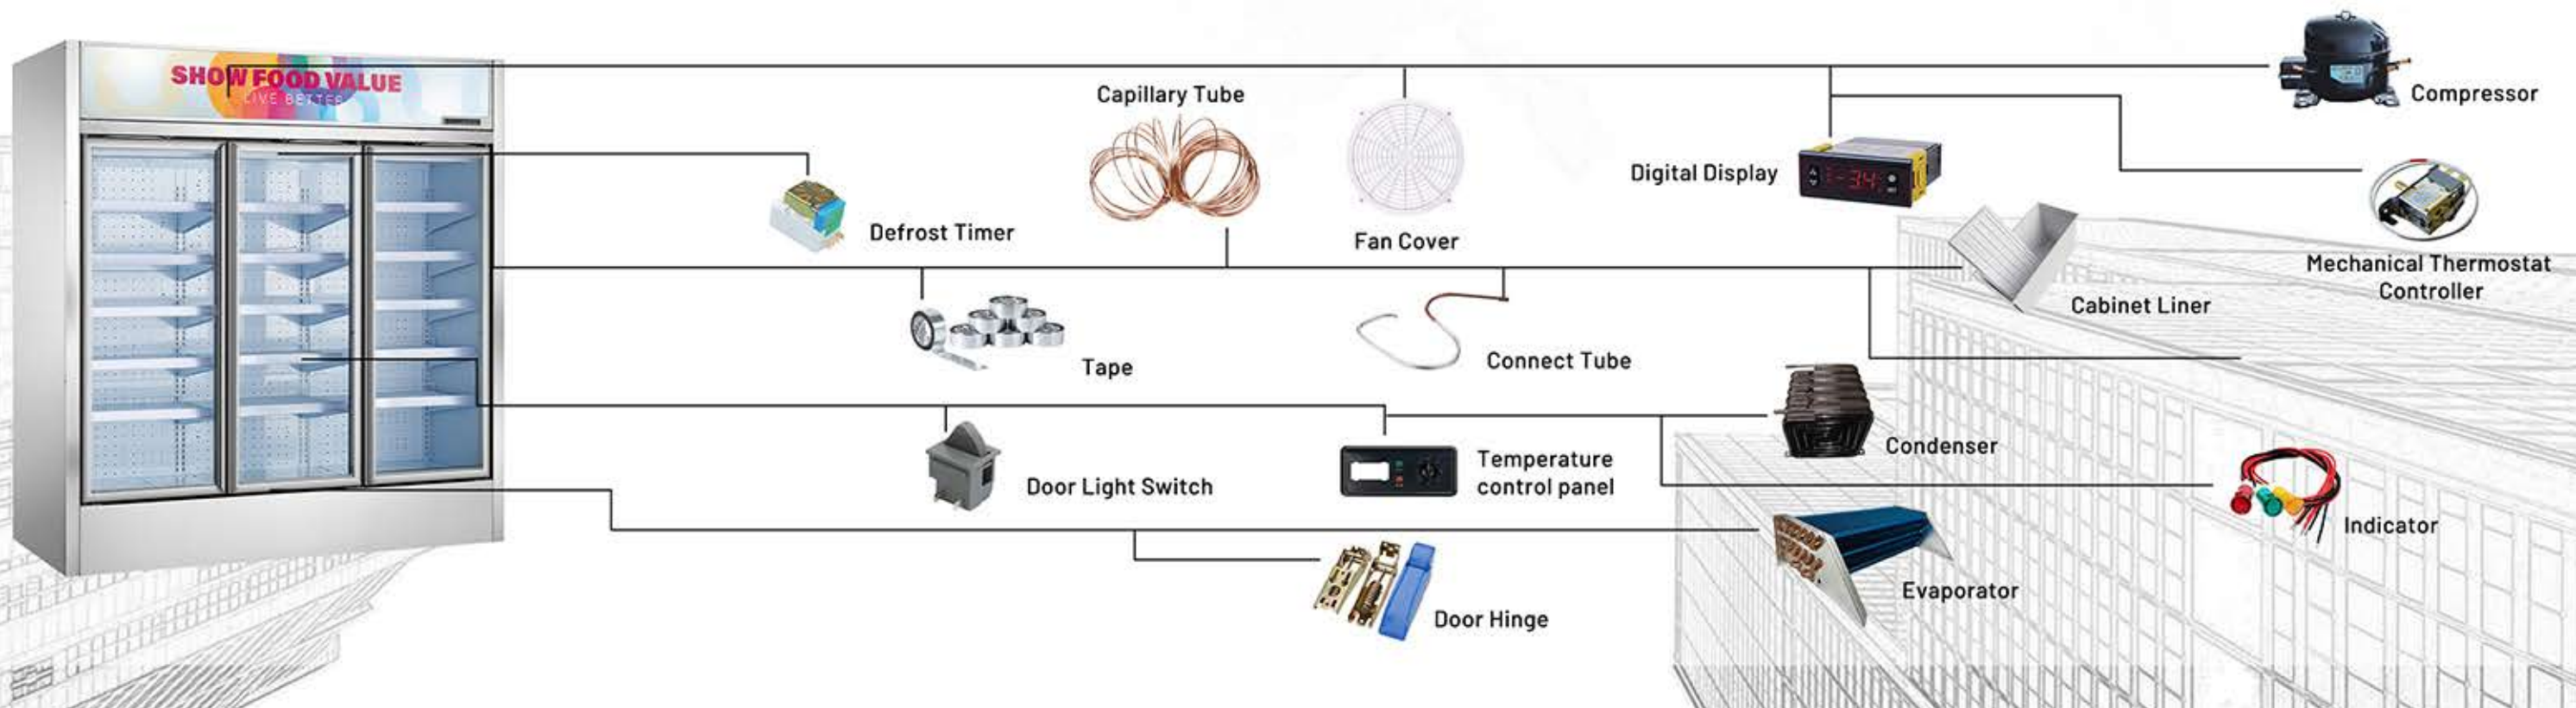 SHOW FOOD VALUE
LIVE BETTER
Compressor
Capillary Tube
Digital Display
-34
Defrost Timer
Fan Cover
Mechanical Thermostat
Controller
Cabinet Liner
Tape
Connect Tube
Condenser
Temperature
control panel
Door Light Switch
Indicator
Evaporator
Door Hinge